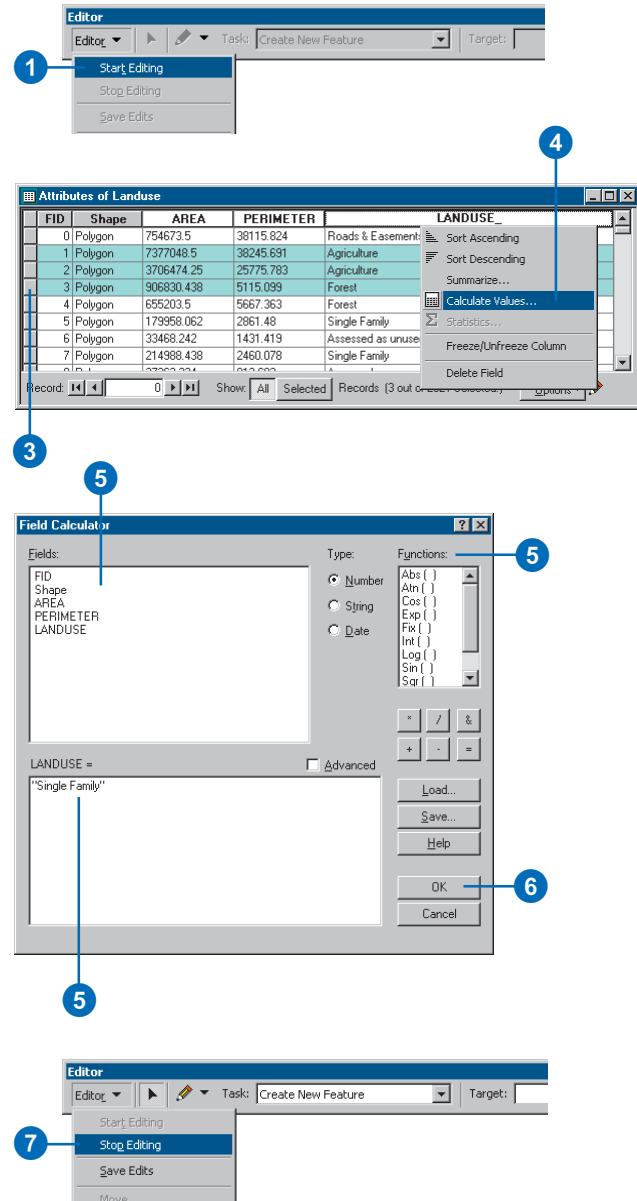 Editor
Editor Task: Create New Feature Target:
1
Start Editing
Stop Editing
Save Edits
4
Attributes of Landuse
FID Shape AREA PERIMETER LANDUSE_
0 Polygon 754673.5 38115.824 Roads & Easement
1 Polygon 7377048.5 38245.691 Agriculture
2 Polygon 3706474.25 25775.783 Agriculture
3 Polygon 906830.438 5115.099 Forest
4 Polygon 655203.5 5667.363 Forest
5 Polygon 179958.062 2861.48 Single Family
6 Polygon 33468.242 1431.419 Assessed as unuse
7 Polygon 214988.438 2460.078 Single Family
Sort Ascending
Sort Descending
Summarize...
Calculate Values...
Statistics...
Freeze/Unfreeze Column
Delete Field
Record: 0 Show: All Selected Records (3 out of
Options
3
5
Field Calculator
Fields:
FID
Shape
AREA
PERIMETER
LANDUSE
Type:
Number
String
Date
Functions:
5
Abs ( )
Atn ( )
Cos ( )
Exp ( )
Fix ( )
Int ( )
Log ( )
Sin ( )
Sqr ( )
* / &
+ - =
LANDUSE =
Advanced
"Single Family"
Load...
Save...
Help
OK
6
Cancel
5
Editor
Editor Task: Create New Feature Target:
Start Editing
7
Stop Editing
Save Edits
Move...